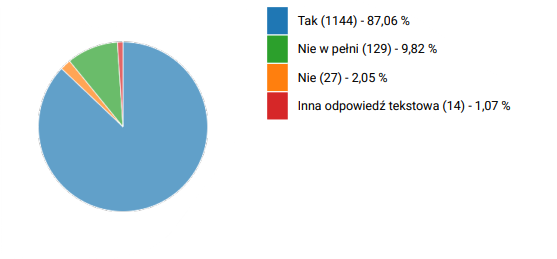 Tak (1144) - 87,06 %
Nie w pełni (129) - 9,82 %
Nie (27) - 2,05 %
Inna odpowiedź tekstowa (14) - 1,07 %